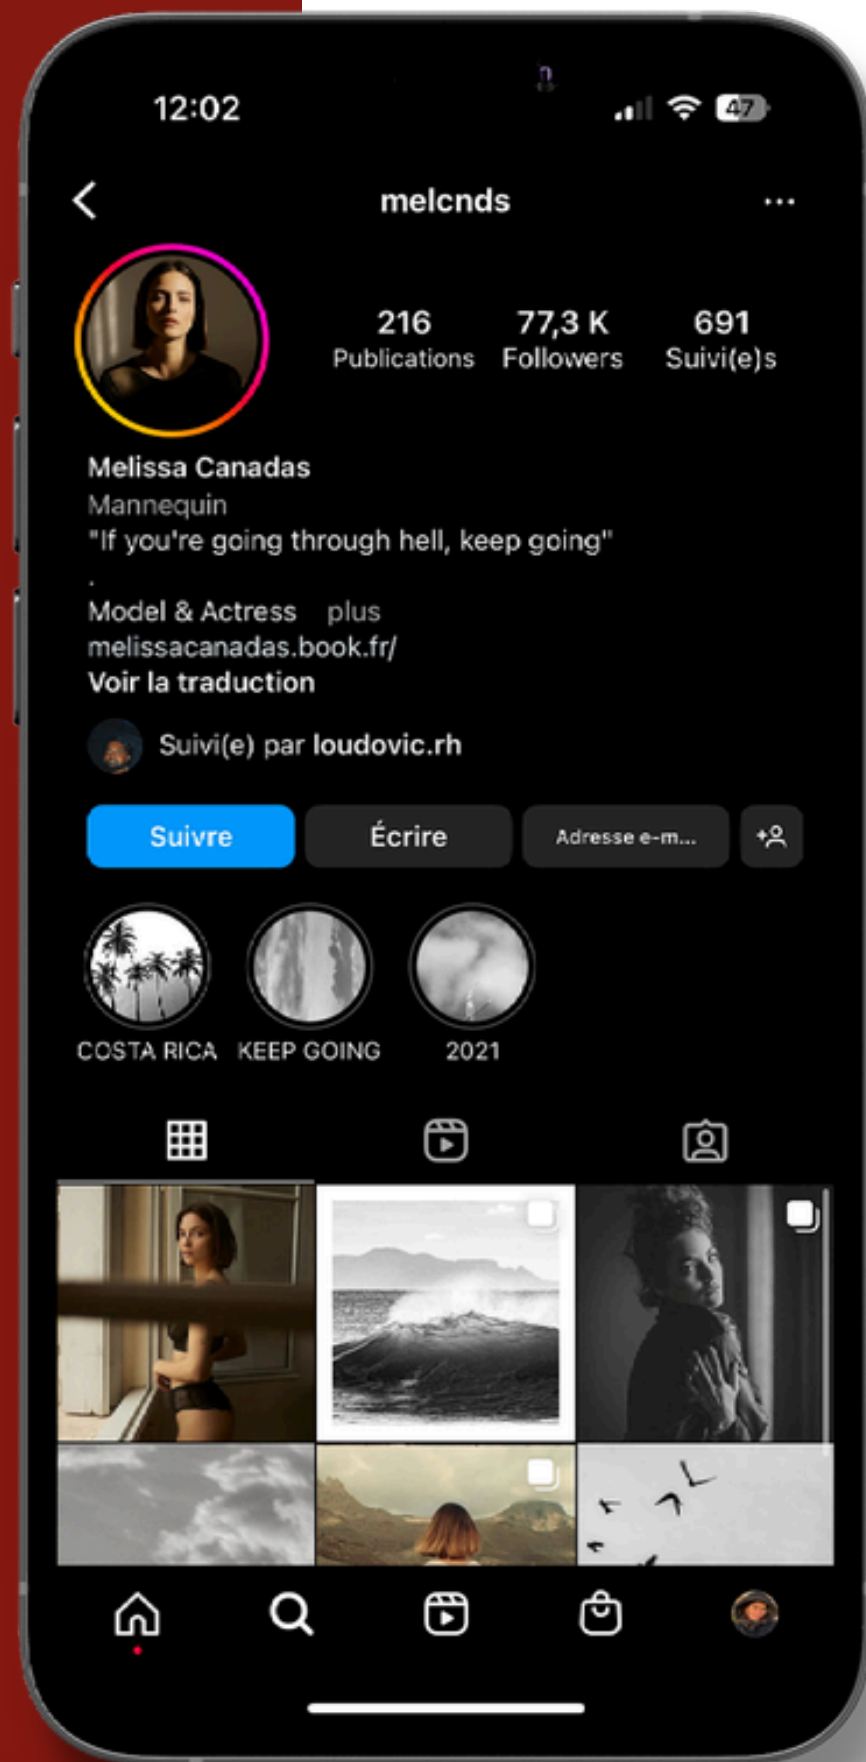 12:02
47
melcnds
216
Publications
77,3 K
Followers
691
Suivi(e)s
Melissa Canadas
Mannequin
"If you're going through hell, keep going"
.
Model & Actress plus
melissacanadas.book.fr/
Voir la traduction
Suivi(e) par loudovic.rh
Suivre
Écrire
Adresse e-m...
COSTA RICA
KEEP GOING
2021